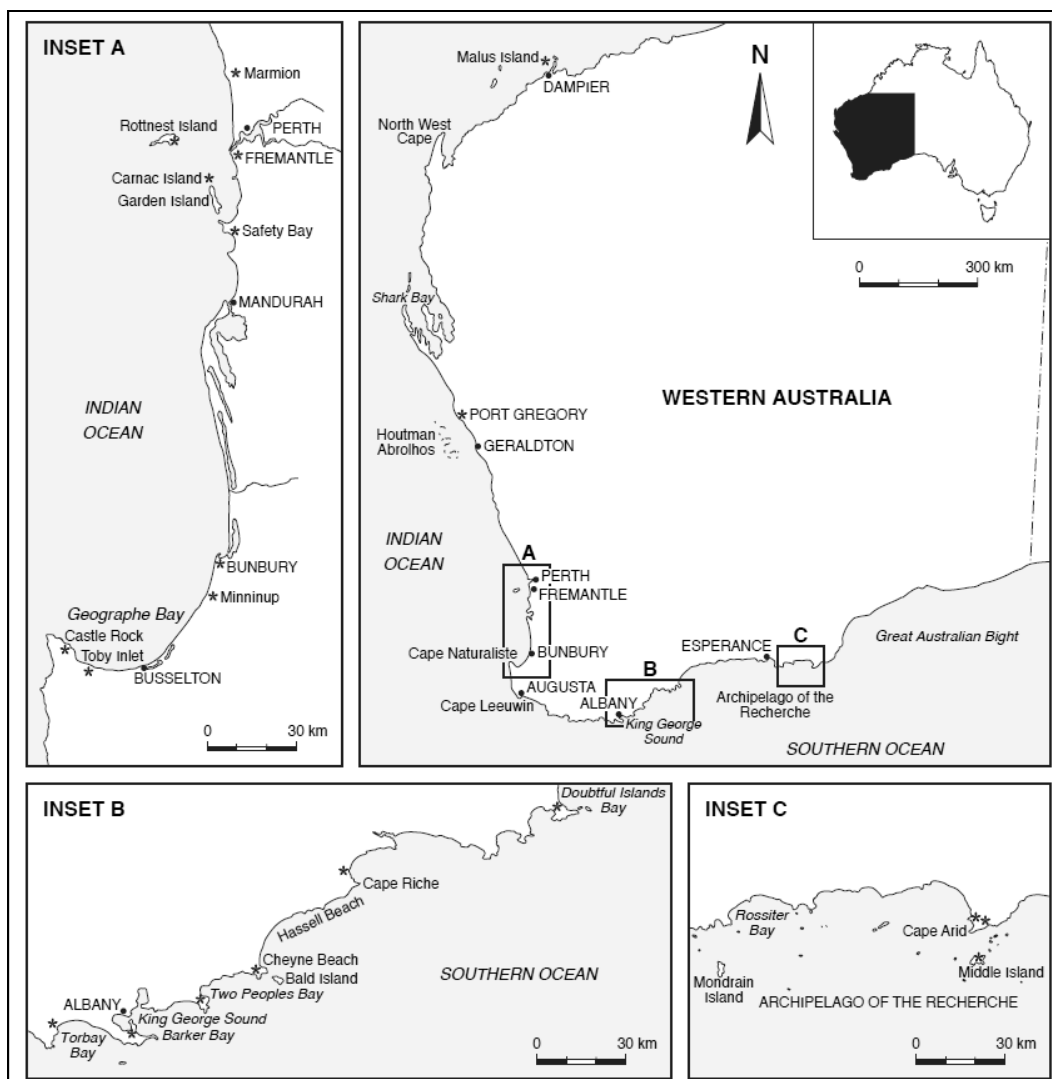 INSET A
Marmion
Rottnest Island
PERTH
FREMANTLE
Carnac Island
Garden Island
Safety Bay
MANDURAH
INDIAN
OCEAN
BUNBURY
Minninup
Geographe Bay
Castle Rock
Toby Inlet
BUSSELTON
0 30 km
Malus Island
DAMPIER
N
North West
Cape
0 300 km
Shark Bay
WESTERN AUSTRALIA
PORT GREGORY
Houtman
Abrolhos
GERALDTON
INDIAN
OCEAN
A
PERTH
FREMANTLE
Cape Naturaliste
BUNBURY
AUGUSTA
Cape Leeuwin
B
ALBANY
King George
Sound
ESPERANCE
C
Great Australian Bight
Archipelago of the
Recherche
SOUTHERN OCEAN
INSET B
Doubtful Islands
Bay
Cape Riche
Hassell Beach
Cheyne Beach
Bald Island
SOUTHERN OCEAN
Two Peoples Bay
ALBANY
King George Sound
Barker Bay
Torbay
Bay
0 30 km
INSET C
Rossiter
Bay
Cape Arid
Mondrain
Island
Middle Island
ARCHIPELAGO OF THE RECHERCHE
0 30 km